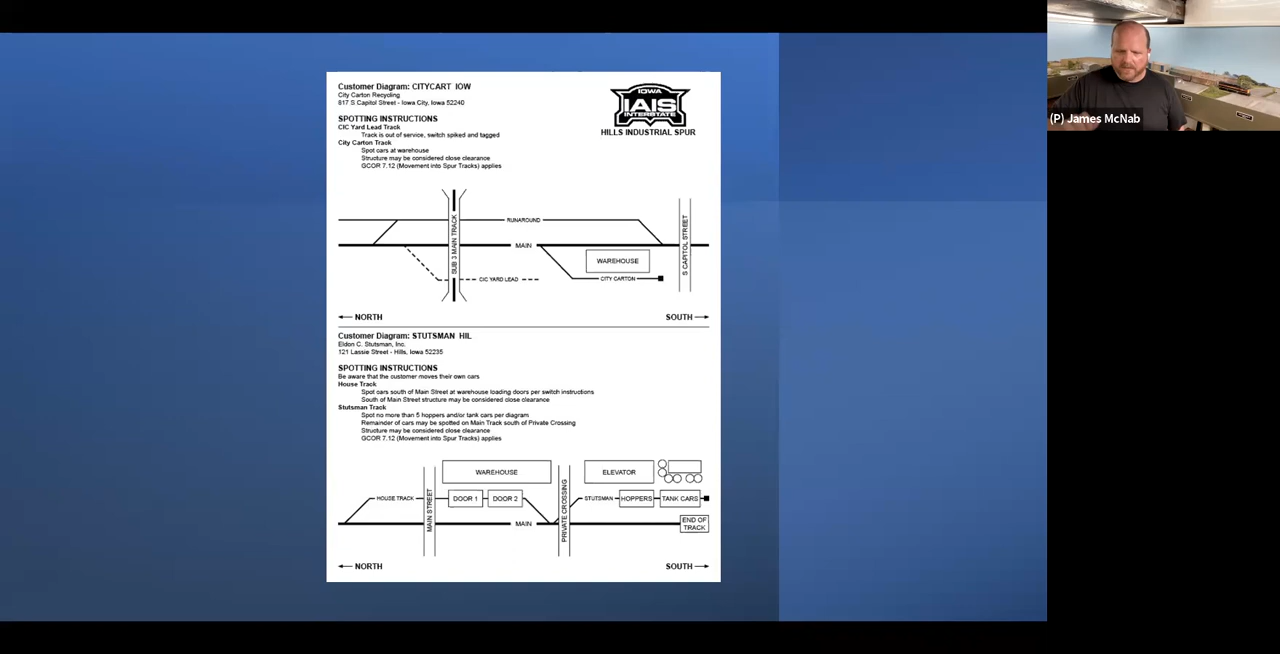 Customer Diagram: CITYCART IOW
City Carton Recycling
817 S Capitol Street - Iowa City, Iowa 52240
IOWA
IAIS
INTERSTATE
HILLS INDUSTRIAL SPUR
SPOTTING INSTRUCTIONS
CIC Yard Lead Track
Track is out of service, switch spiked and tagged
City Carton Track
Spot cars at warehouse
Structure may be considered close clearance
GCOR 7.12 (Movement into Spur Tracks) applies
SUB 3 MAIN TRACK
RUNAROUND
S CAPITOL STREET
MAIN
WAREHOUSE
CIC YARD LEAD
CITY CARTON
NORTH
SOUTH
Customer Diagram: STUTSMAN HIL
Eldon C. Stutsman, Inc.
121 Lassie Street - Hills, Iowa 52235
SPOTTING INSTRUCTIONS
Be aware that the customer moves their own cars
House Track
Spot cars south of Main Street at warehouse loading doors per switch instructions
South of Main Street structure may be considered close clearance
Stutsman Track
Spot no more than 5 hoppers and/or tank cars per diagram
Remainder of cars may be spotted on Main Track south of Private Crossing
Structure may be considered close clearance
GCOR 7.12 (Movement into Spur Tracks) applies
WAREHOUSE
ELEVATOR
HOUSE TRACK
MAIN STREET
DOOR 1
DOOR 2
PRIVATE CROSSING
STUTSMAN
HOPPERS
TANK CARS
MAIN
END OF
TRACK
NORTH
SOUTH
(P) James McNab